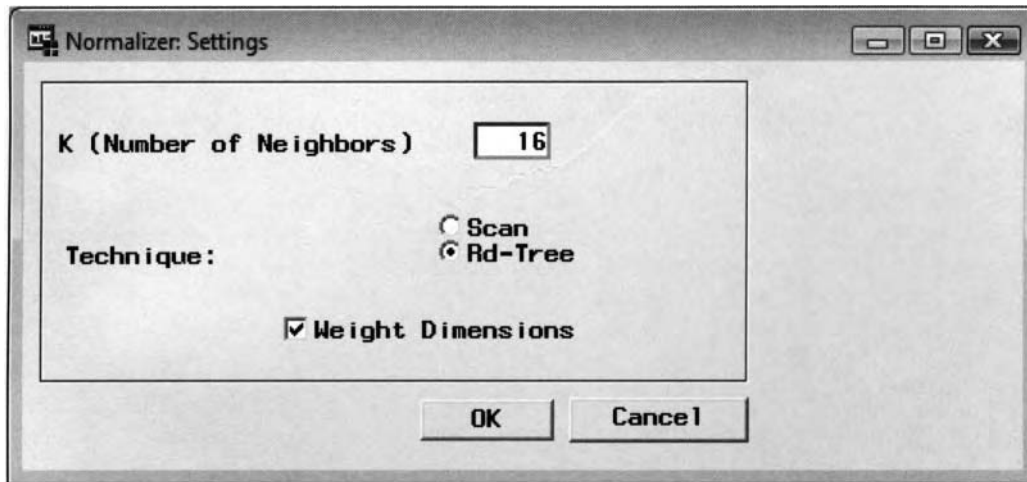 Normalizer: Settings
K (Number of Neighbors) 16
Scan
Technique: Rd-Tree
Weight Dimensions
OK Cancel